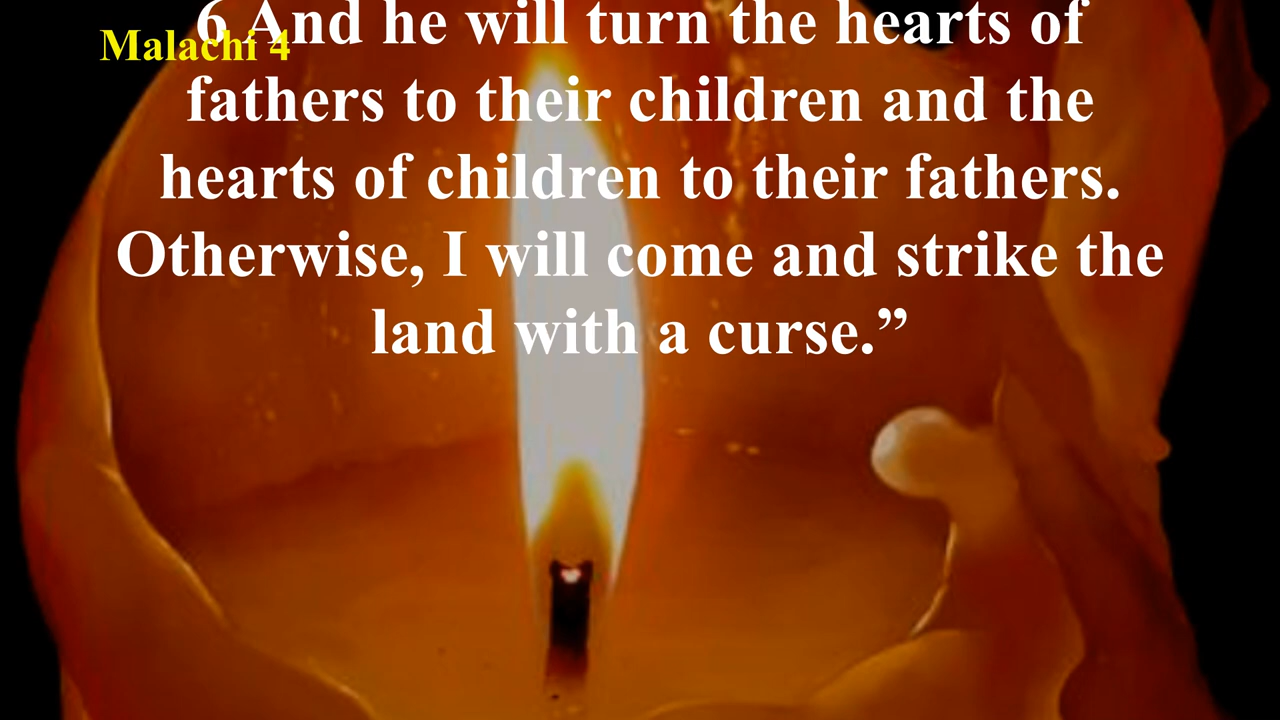 Malachi 4
6 And he will turn the hearts of
fathers to their children and the
hearts of children to their fathers.
Otherwise, I will come and strike the
land with a curse.”